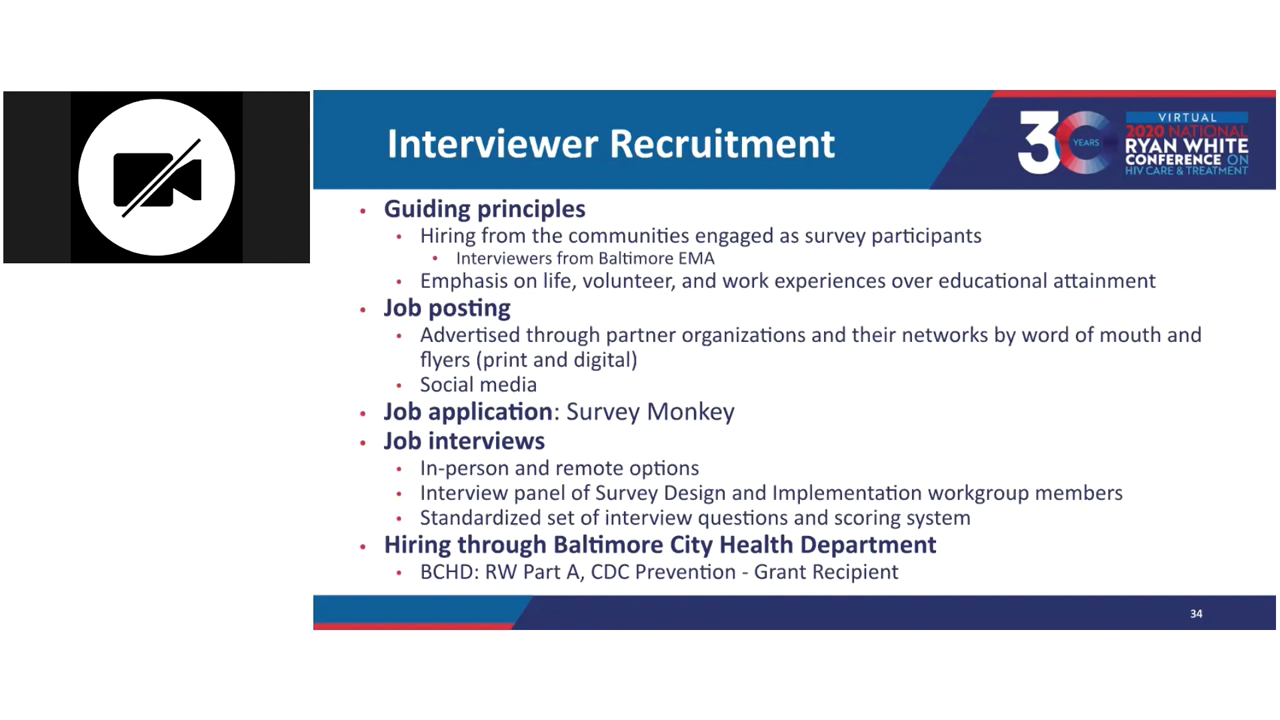 Interviewer Recruitment
30 YEARS
VIRTUAL
2020 NATIONAL
RYAN WHITE
CONFERENCE ON
HIV CARE & TREATMENT
• Guiding principles
• Hiring from the communities engaged as survey participants
• Interviewers from Baltimore EMA
• Emphasis on life, volunteer, and work experiences over educational attainment
• Job posting
• Advertised through partner organizations and their networks by word of mouth and
flyers (print and digital)
• Social media
• Job application: Survey Monkey
• Job interviews
• In-person and remote options
• Interview panel of Survey Design and Implementation workgroup members
• Standardized set of interview questions and scoring system
• Hiring through Baltimore City Health Department
• BCHD: RW Part A, CDC Prevention - Grant Recipient
34